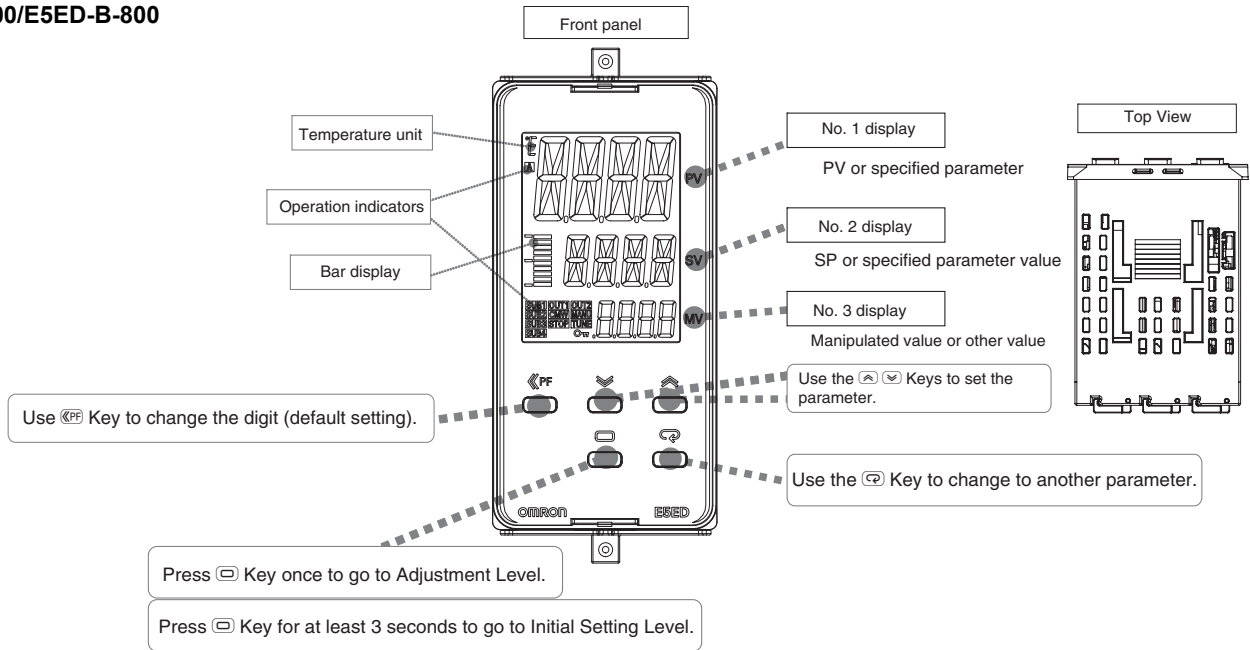 00/E5ED-B-800
Front panel
Temperature unit
Operation indicators
Bar display
No. 1 display
PV or specified parameter
No. 2 display
SP or specified parameter value
No. 3 display
Manipulated value or other value
Top View
PV
SV
MV
SUB1 OUT1 OUT2
SUB2 CMW MANU
SUB3 STOP TUNE
SUB4
PF
Use the Keys to set the
parameter.
Use PF Key to change the digit (default setting).
Use the Key to change to another parameter.
OMRON E5ED
Press Key once to go to Adjustment Level.
Press Key for at least 3 seconds to go to Initial Setting Level.